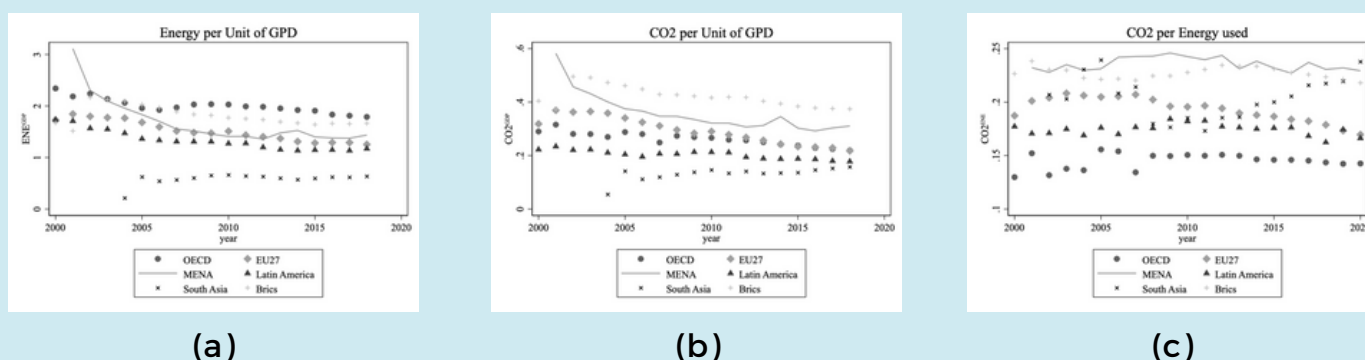 Energy per Unit of GPD
ENE^GDP
3
2
1
0
2000 2005 2010 2015 2020
year
OECD EU27
MENA Latin America
South Asia Brics
(a)
CO2 per Unit of GPD
CO2^GDP
.6
.4
.2
0
2000 2005 2010 2015 2020
year
OECD EU27
MENA Latin America
South Asia Brics
(b)
CO2 per Energy used
.25
.2
.15
.1
2000 2005 2010 2015 2020
year
OECD EU27
MENA Latin America
South Asia Brics
(c)